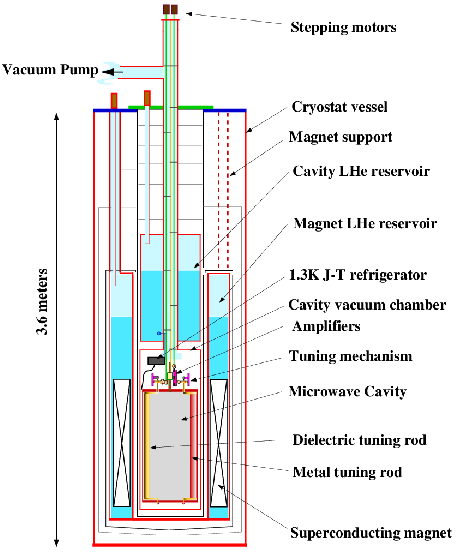 Stepping motors
Vacuum Pump
Cryostat vessel
Magnet support
Cavity LHe reservoir
Magnet LHe reservoir
1.3K J-T refrigerator
Cavity vacuum chamber
Amplifiers
Tuning mechanism
Microwave Cavity
Dielectric tuning rod
Metal tuning rod
Superconducting magnet
3.6 meters